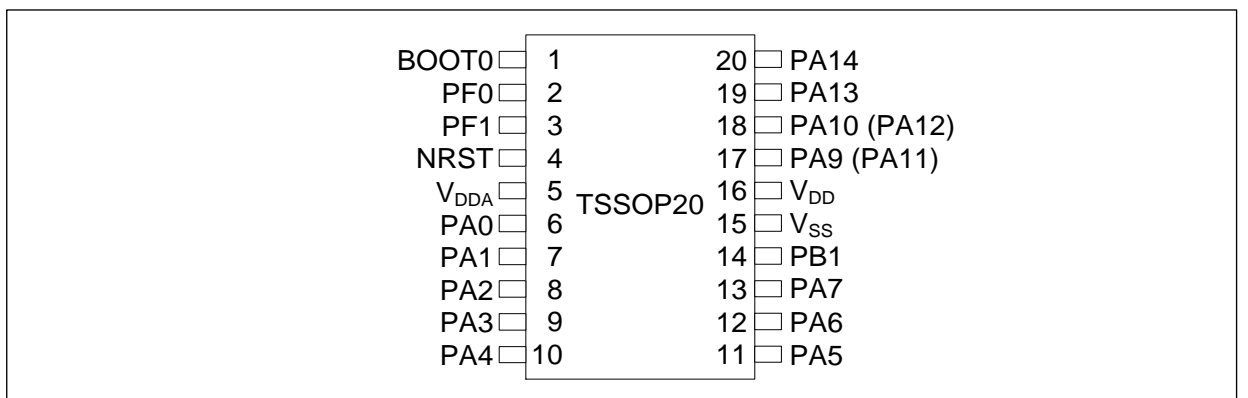 BOOT0 1 20 PA14
PF0 2 19 PA13
PF1 3 18 PA10 (PA12)
NRST 4 17 PA9 (PA11)
VDDA 5 TSSOP20 16 VDD
PA0 6 15 VSS
PA1 7 14 PB1
PA2 8 13 PA7
PA3 9 12 PA6
PA4 10 11 PA5